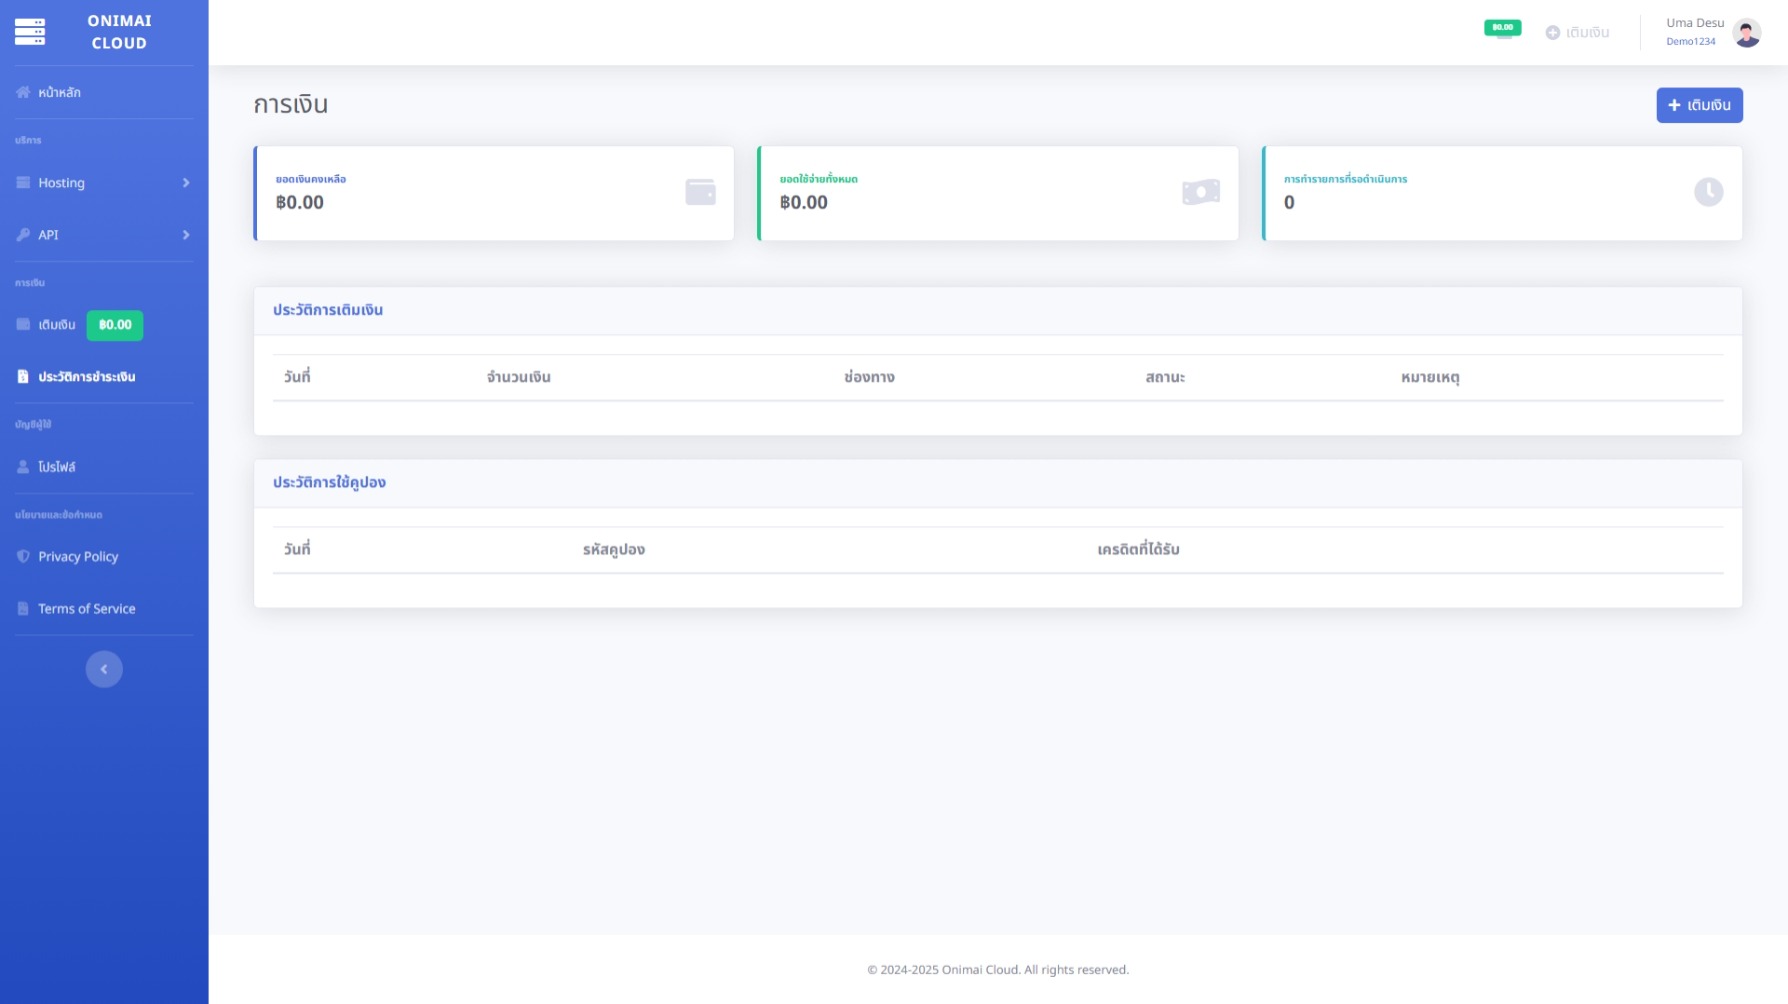 ONIMAI
CLOUD
หน้าหลัก
บริการ
Hosting
API
การเงิน
เติมเงิน ฿0.00
ประวัติการชำระเงิน
บัญชีผู้ใช้
โปรไฟล์
นโยบายและข้อกำหนด
Privacy Policy
Terms of Service
฿0.00
เติมเงิน
Uma Desu
Demo1234
การเงิน
เติมเงิน
ยอดเงินคงเหลือ
฿0.00
ยอดใช้จ่ายทั้งหมด
฿0.00
การทำรายการที่รอดำเนินการ
0
ประวัติการเติมเงิน
วันที่ จำนวนเงิน ช่องทาง สถานะ หมายเหตุ
ประวัติการใช้คูปอง
วันที่ รหัสคูปอง เครดิตที่ได้รับ
© 2024-2025 Onimai Cloud. All rights reserved.